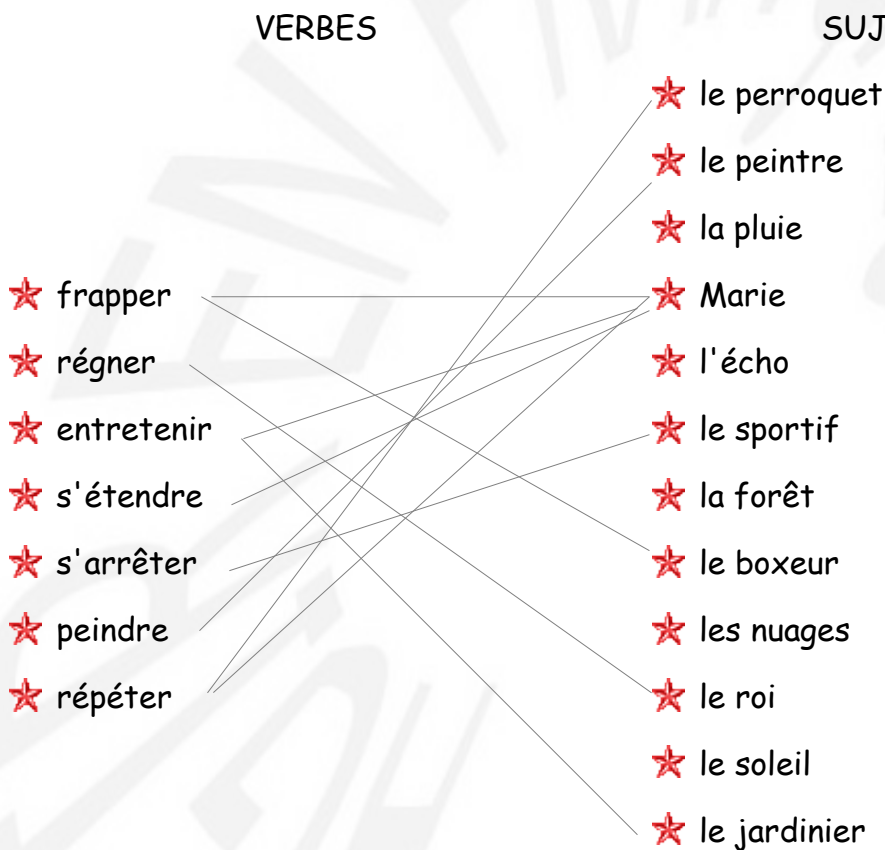 VERBES SUJ
le perroquet
le peintre
la pluie
frapper Marie
régner l'écho
entretenir le sportif
s'étendre la forêt
s'arrêter le boxeur
peindre les nuages
répéter le roi
le soleil
le jardinier